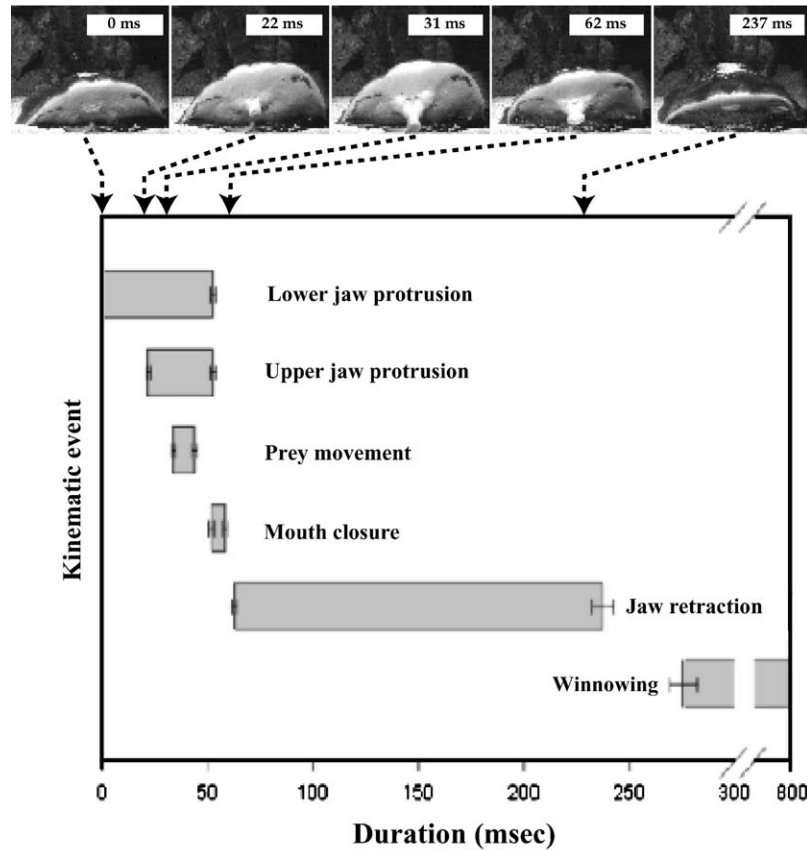 0 ms
22 ms
31 ms
62 ms
237 ms
Lower jaw protrusion
Upper jaw protrusion
Prey movement
Mouth closure
Jaw retraction
Winnowing
Kinematic event
0
50
100
150
200
250
300
800
Duration (msec)